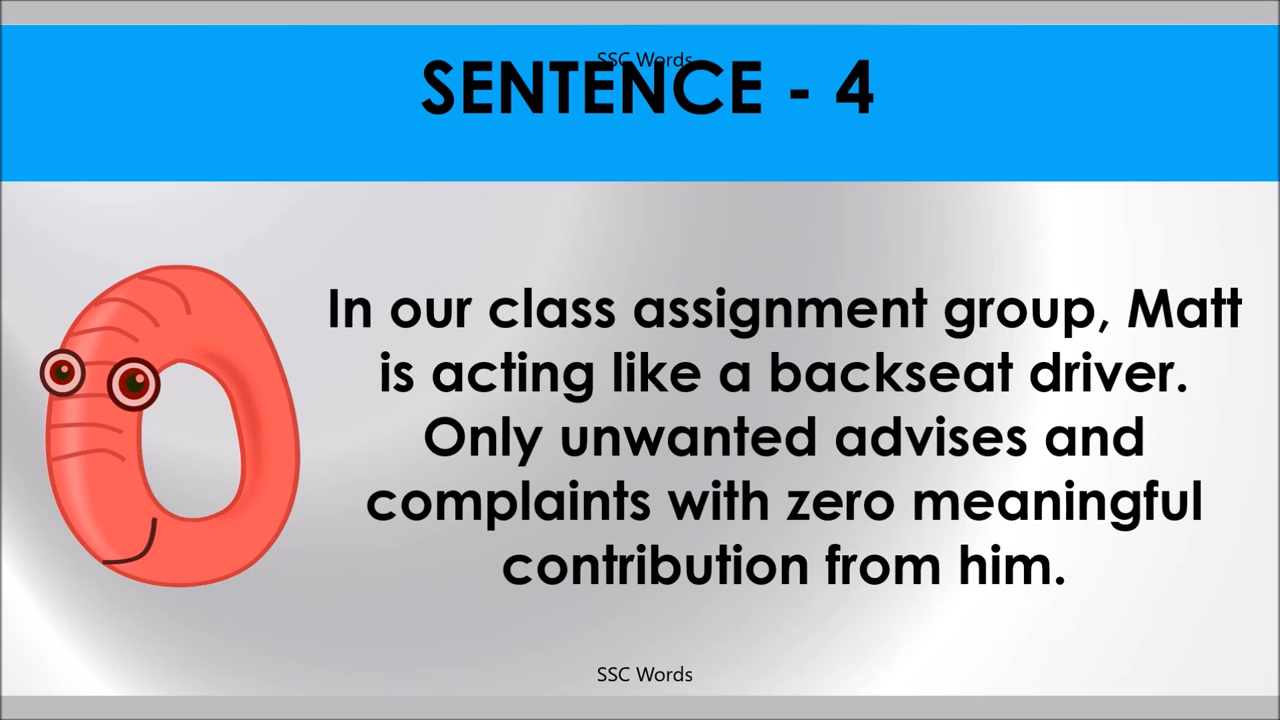 SSC Words
SENTENCE - 4
In our class assignment group, Matt
is acting like a backseat driver.
Only unwanted advises and
complaints with zero meaningful
contribution from him.
SSC Words